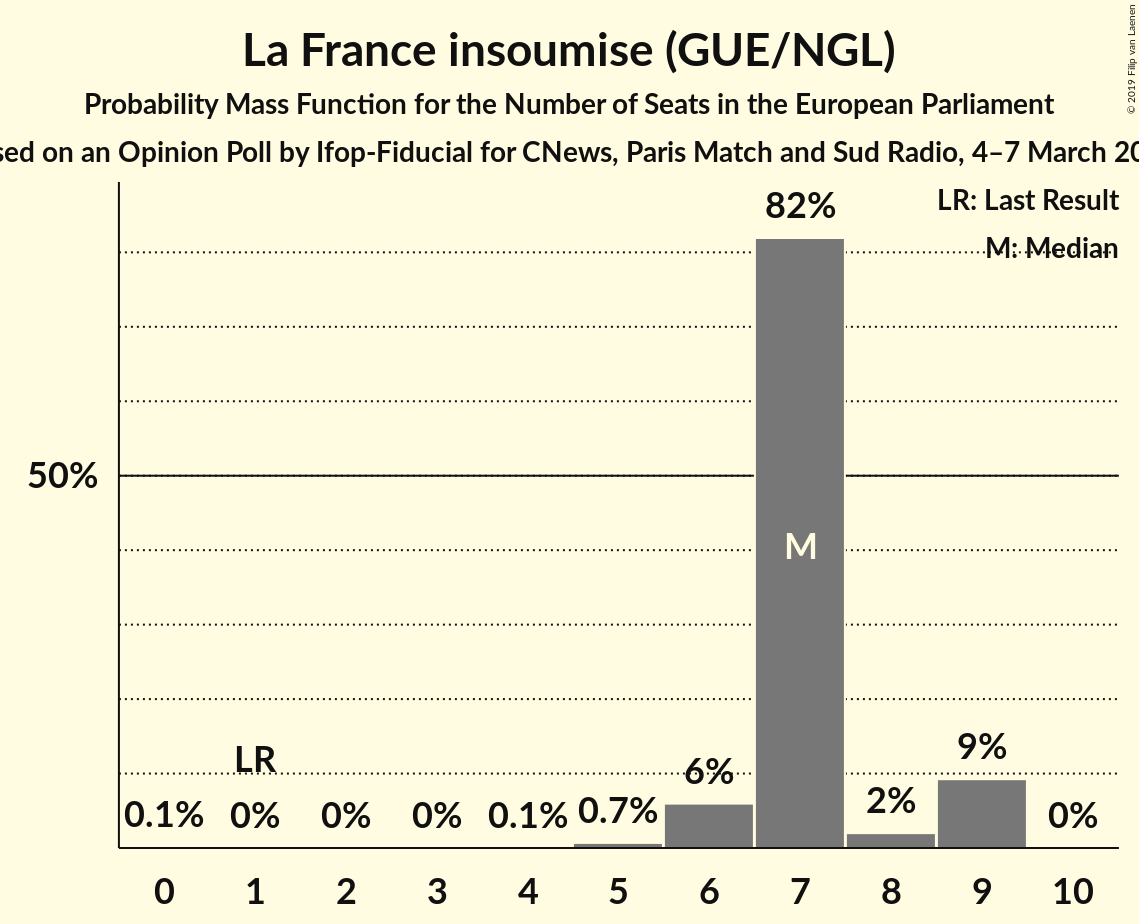 La France insoumise (GUE/NGL)
Probability Mass Function for the Number of Seats in the European Parliament
on an Opinion Poll by Ifop-Fiducial for CNews, Paris Match and Sud Radio, 4–7 March
© 2019 Filip van Laenen
LR: Last Result
M: Median
82%
50%
M
LR
9%
6%
2%
0.1% 0% 0% 0% 0.1% 0.7% 0%
0 1 2 3 4 5 6 7 8 9 10